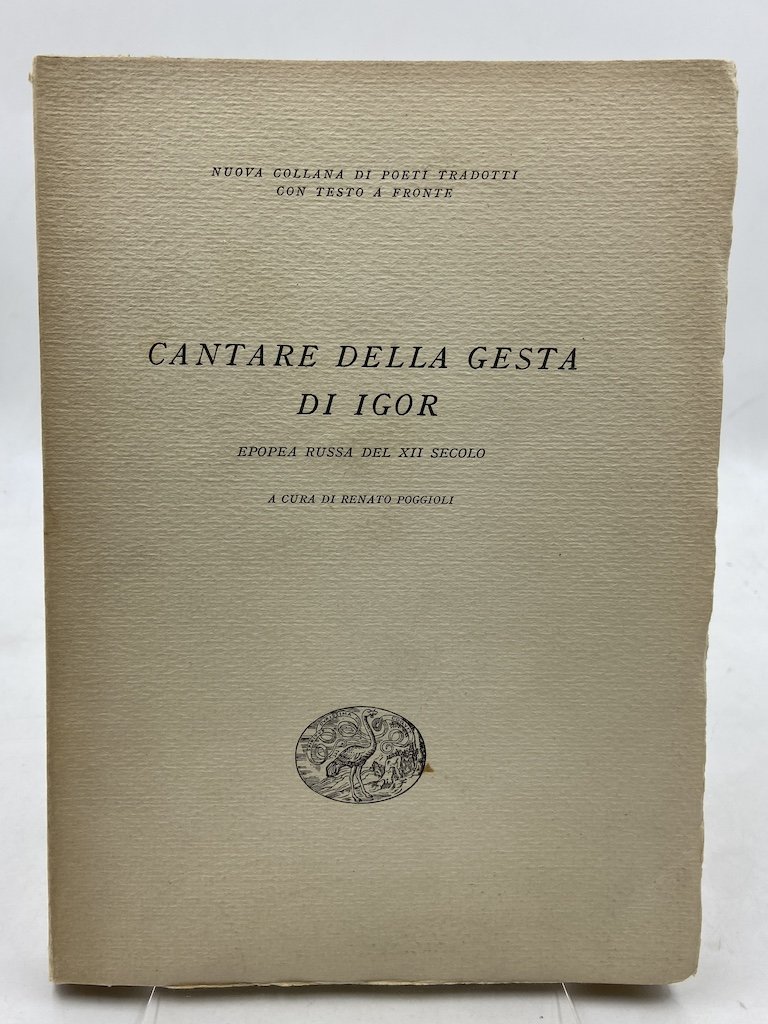 NUOVA COLLANA DI POETI TRADOTTI
CON TESTO A FRONTE
CANTARE DELLA GESTA
DI IGOR
EPOPEA RUSSA DEL XII SECOLO
A CURA DI RENATO POGGIOLI